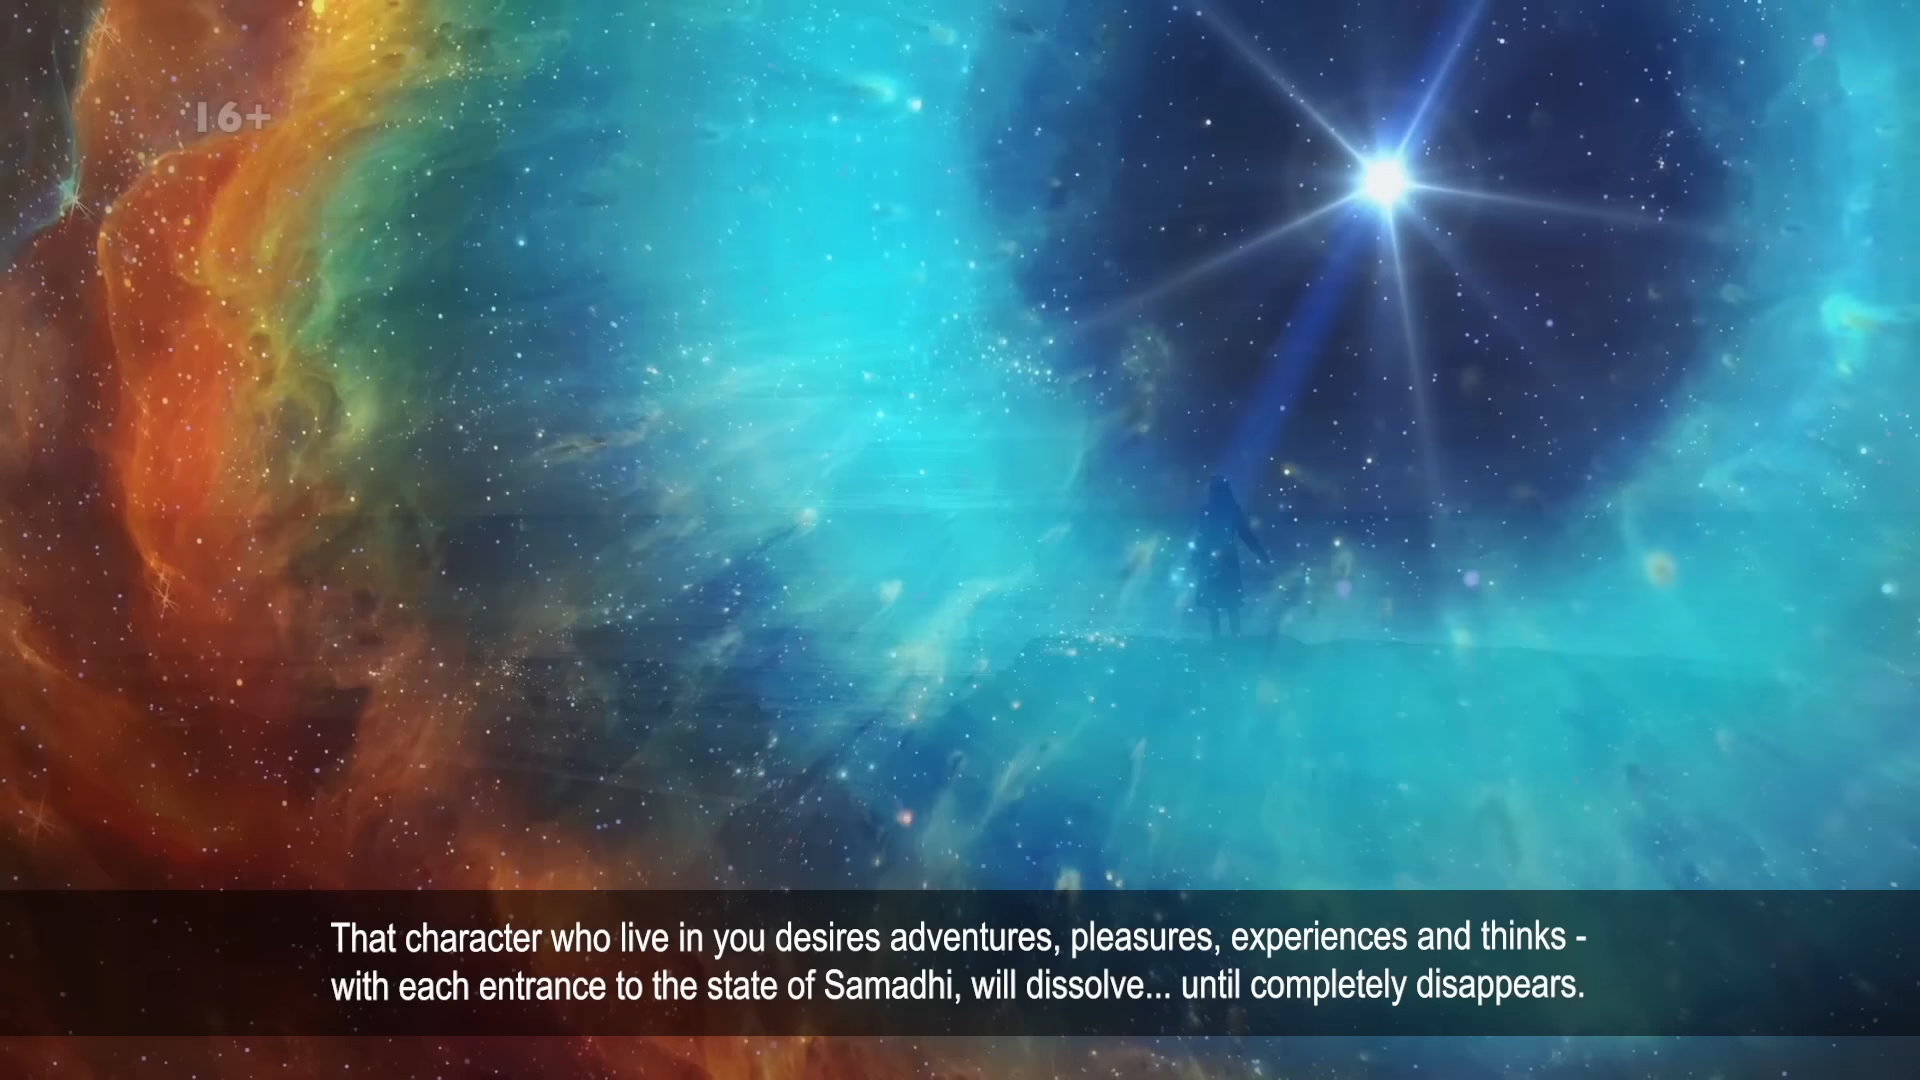 16+
That character who live in you desires adventures, pleasures, experiences and thinks -
with each entrance to the state of Samadhi, will dissolve... until completely disappears.